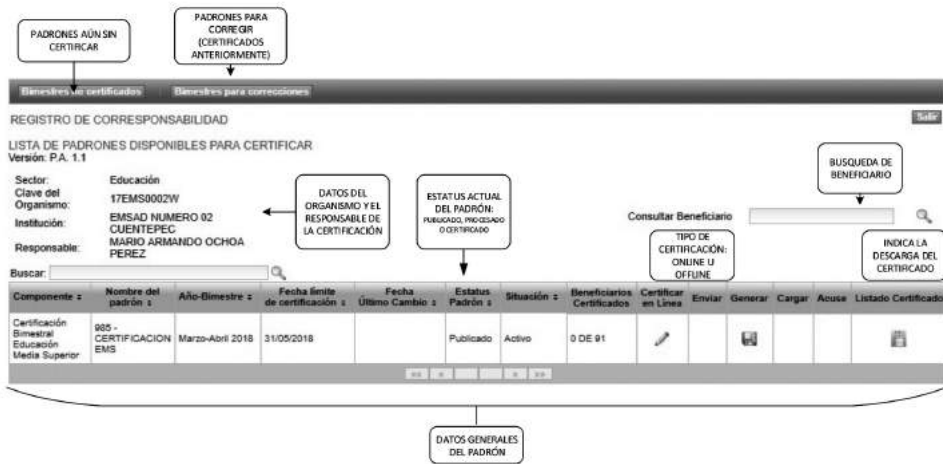 PADRONES AÚN SIN
CERTIFICAR
PADRONES PARA
CORREGIR
(CERTIFICADOS
ANTERIORMENTE)
Bimestres de certificados
Bimestres para correcciones
REGISTRO DE CORRESPONSABILIDAD
Salir
LISTA DE PADRONES DISPONIBLES PARA CERTIFICAR
Versión: P.A. 1.1
Sector: Educación
Clave del
Organismo: 17EMS0002W
Institución: EMSAD NUMERO 02
CUENTEPEC
Responsable: MARIO ARMANDO OCHOA
PEREZ
DATOS DEL
ORGANISMO Y EL
RESPONSABLE DE
LA CERTIFICACIÓN
ESTATUS ACTUAL
DEL PADRÓN:
PUBLICADO, PROCESADO
O CERTIFICADO
BUSQUEDA DE
BENEFICIARIO
Consultar Beneficiario
TIPO DE
CERTIFICACIÓN:
ONLINE U
OFFLINE
INDICA LA
DESCARGA DEL
CERTIFICADO
Buscar:
Componente Nombre del padrón Año-Bimestre Fecha límite de certificación Fecha Último Cambio Estatus Padrón Situación Beneficiarios Certificados Certificar en Línea Enviar Generar Cargar Acuse Listado Certificado
Certificación
Bimestral
Educación
Media Superior
985 -
CERTIFICACION
EMS
Marzo-Abril 2018 31/05/2018 Publicado Activo 0 DE 91
DATOS GENERALES
DEL PADRÓN